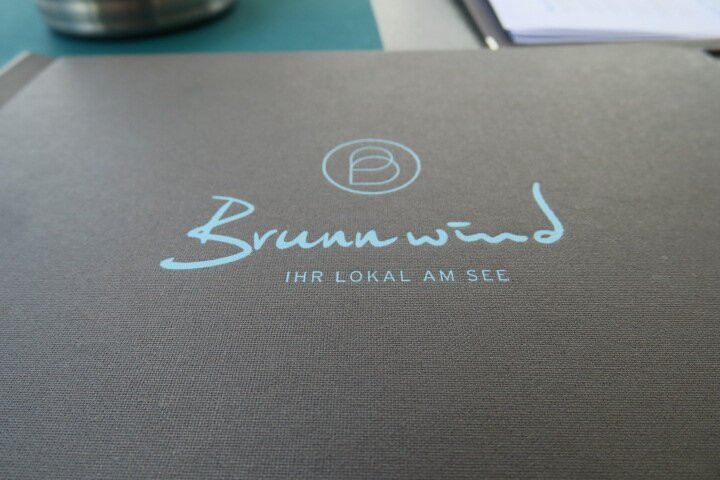 B
Brunnwind
IHR LOKAL AM SEE